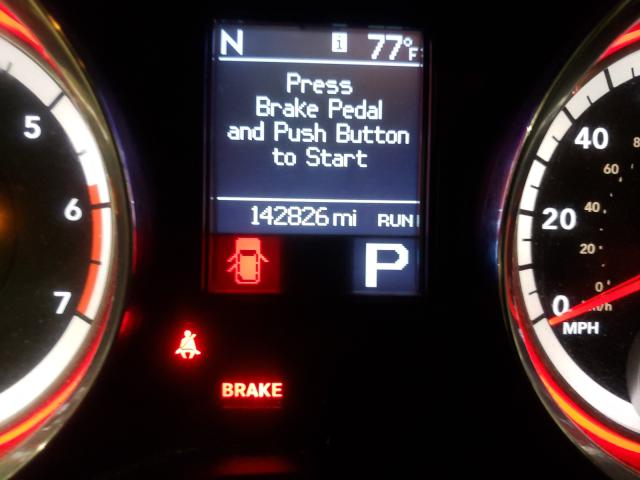 N i 77°F
Press
Brake Pedal
and Push Button
to Start
142826 mi RUN
P
BRAKE
5
6
7
40
60
20
40
20
0
0
km/h
MPH